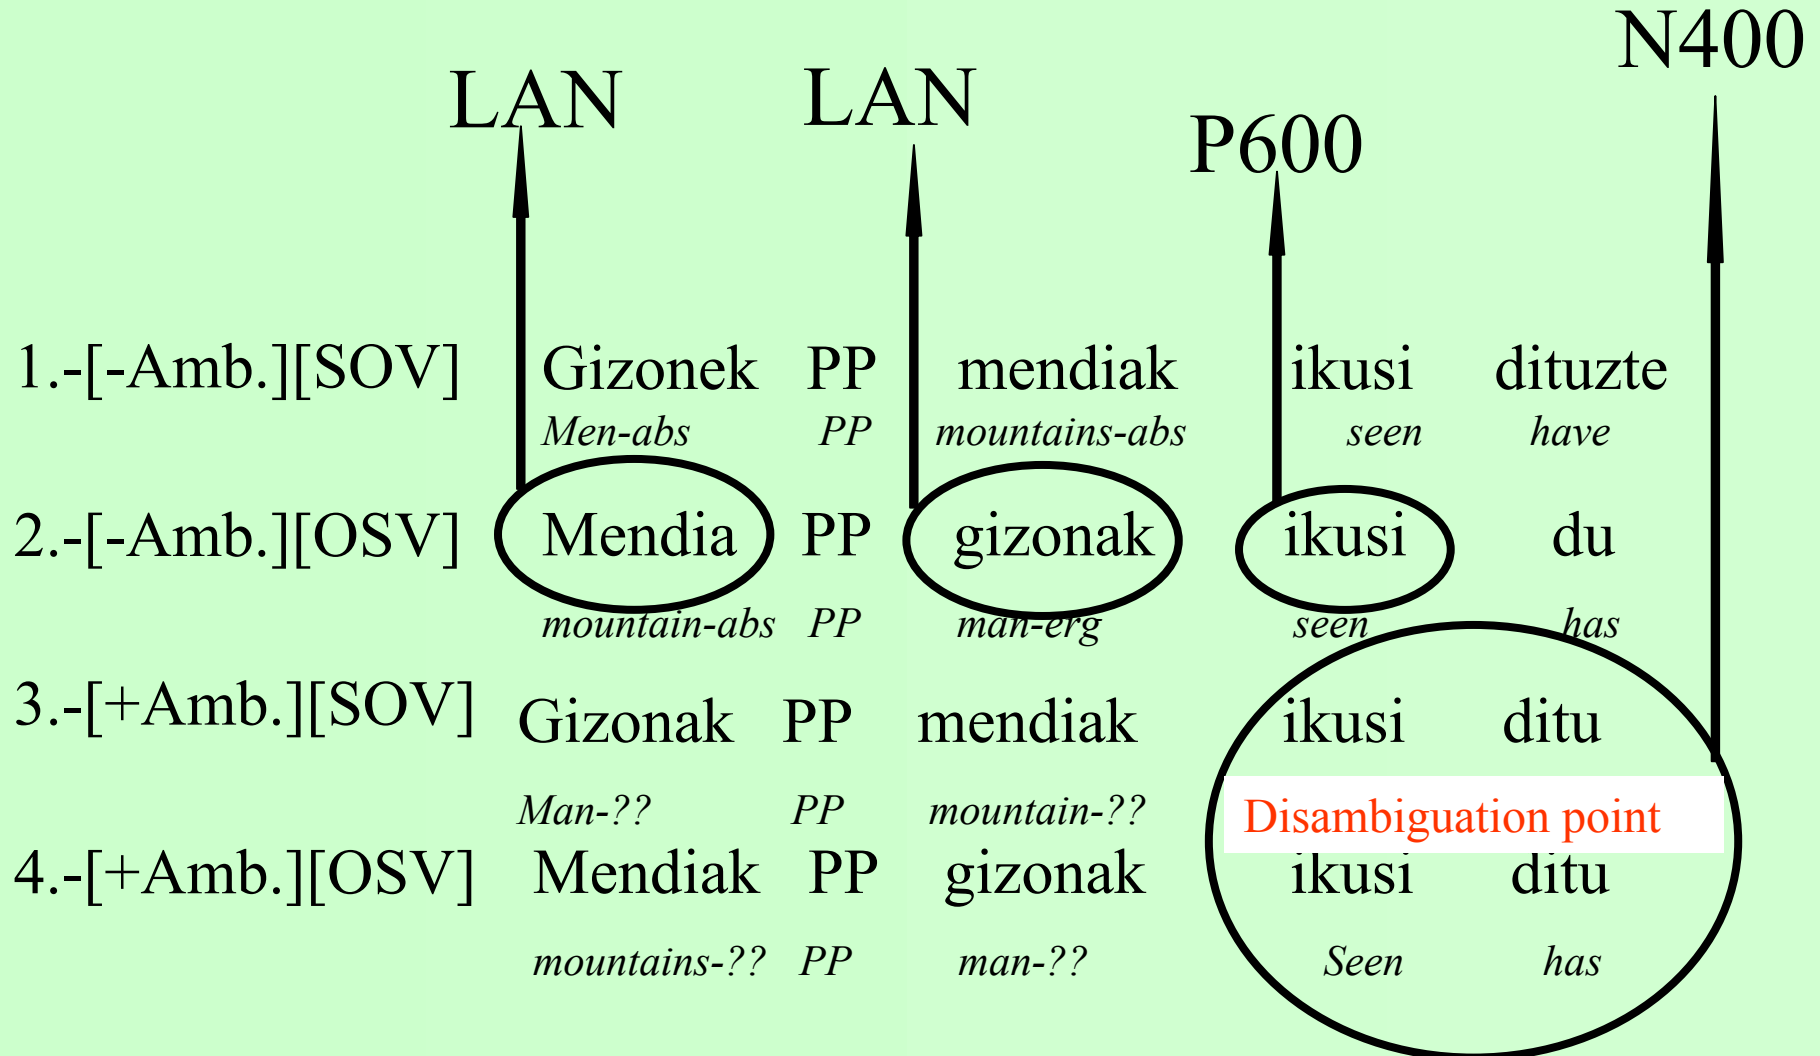 N400
LAN LAN
P600
1.-[-Amb.][SOV] Gizonek PP mendiak ikusi dituzte
Men-abs PP mountains-abs seen have
2.-[-Amb.][OSV] Mendia PP gizonak ikusi du
mountain-abs PP man-erg seen has
3.-[+Amb.][SOV] Gizonak PP mendiak ikusi ditu
Man-?? PP mountain-?? Disambiguation point
4.-[+Amb.][OSV] Mendiak PP gizonak ikusi ditu
mountains-?? PP man-?? Seen has